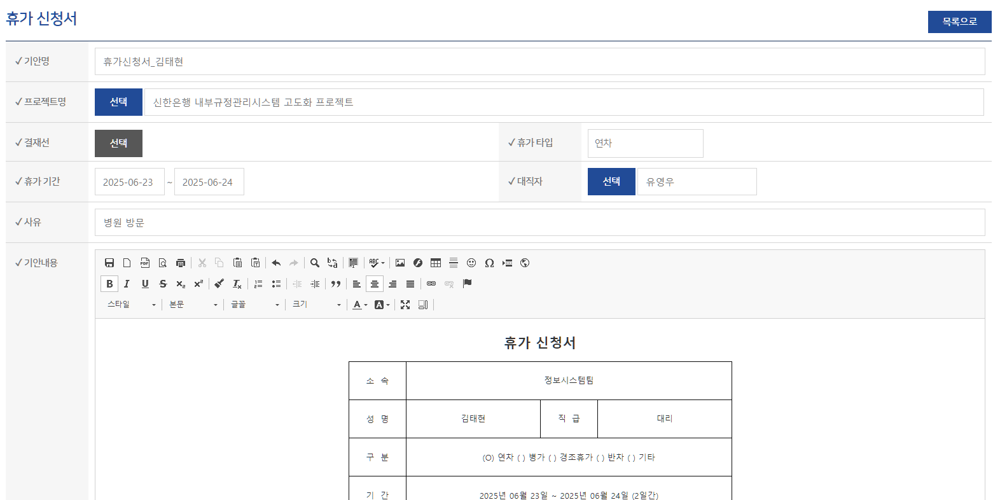 휴가 신청서
목록으로
✓기안명
휴가신청서_김태현
✓프로젝트명
선택
신한은행 내부규정관리시스템 고도화 프로젝트
✓결재선
선택
✓휴가 타입
연차
✓휴가 기간
2025-06-23 ~ 2025-06-24
✓대직자
선택
유영우
✓사유
병원 방문
✓기안내용
스타일
본문
글꼴
크기
휴가 신청서
소 속
정보시스템팀
성 명
김태현
직 급
대리
구 분
(O) 연차 ( ) 병가 ( ) 경조휴가 ( ) 반차 ( ) 기타
기 간
2025년 06월 23일 ~ 2025년 06월 24일 (2일간)